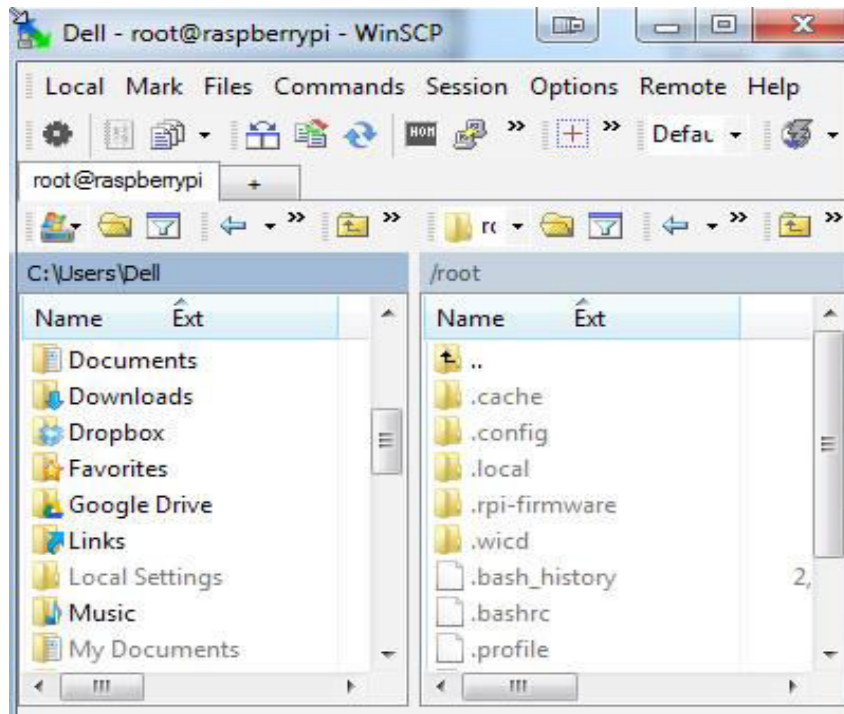 Dell - root@raspberrypi - WinSCP
Local Mark Files Commands Session Options Remote Help
Defau
root@raspberrypi +
C:\Users\Dell
/root
Name Ext
Name Ext
Documents
Downloads
Dropbox
Favorites
Google Drive
Links
Local Settings
Music
My Documents
..
.cache
.config
.local
.rpi-firmware
.wicd
.bash_history 2,
.bashrc
.profile